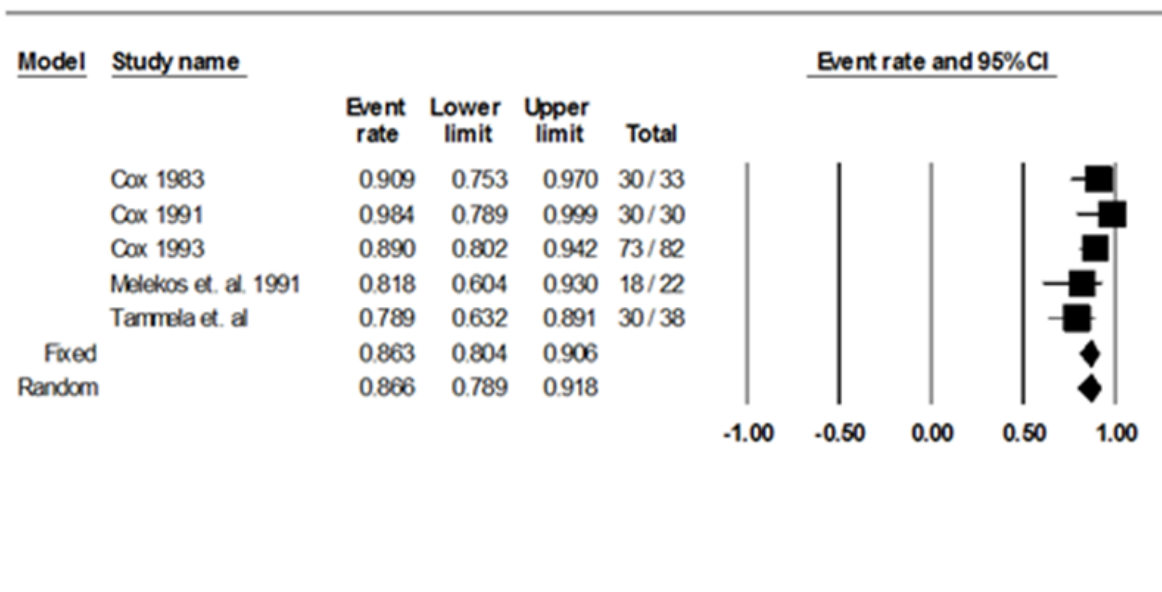 Model Study name Event rate and 95%CI
Event Lower Upper
rate limit limit Total
Cox 1983 0.909 0.753 0.970 30 / 33
Cox 1991 0.984 0.789 0.999 30 / 30
Cox 1993 0.890 0.802 0.942 73 / 82
Melekos et. al. 1991 0.818 0.604 0.930 18 / 22
Tammela et. al 0.789 0.632 0.891 30 / 38
Fixed 0.863 0.804 0.906
Random 0.866 0.789 0.918
-1.00 -0.50 0.00 0.50 1.00